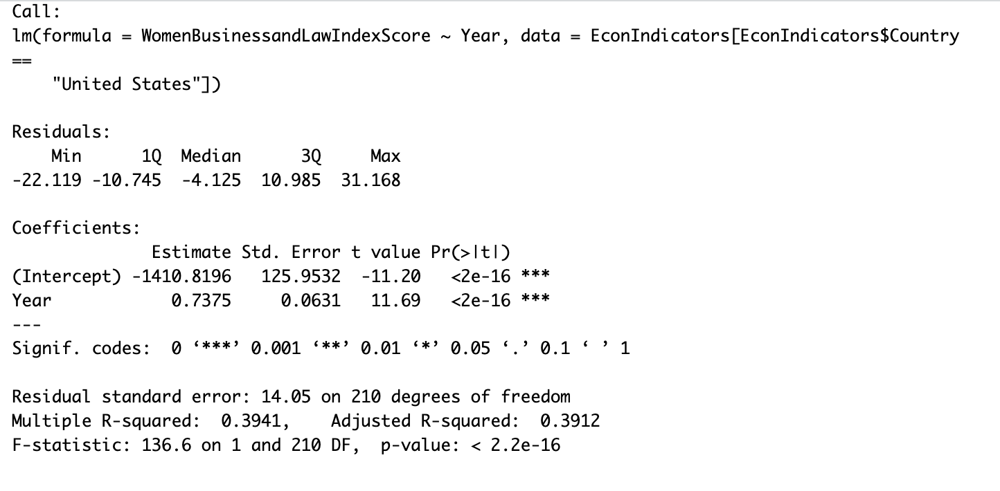 Call:
lm(formula = WomenBusinessandLawIndexScore ~ Year, data = EconIndicators[EconIndicators$Country
==
    "United States"])

Residuals:
    Min      1Q  Median      3Q     Max
-22.119 -10.745  -4.125  10.985  31.168

Coefficients:
              Estimate Std. Error t value Pr(>|t|)
(Intercept) -1410.8196   125.9532  -11.20   <2e-16 ***
Year            0.7375     0.0631   11.69   <2e-16 ***
---
Signif. codes:  0 ‘***’ 0.001 ‘**’ 0.01 ‘*’ 0.05 ‘.’ 0.1 ‘ ’ 1

Residual standard error: 14.05 on 210 degrees of freedom
Multiple R-squared:  0.3941,    Adjusted R-squared:  0.3912
F-statistic: 136.6 on 1 and 210 DF,  p-value: < 2.2e-16